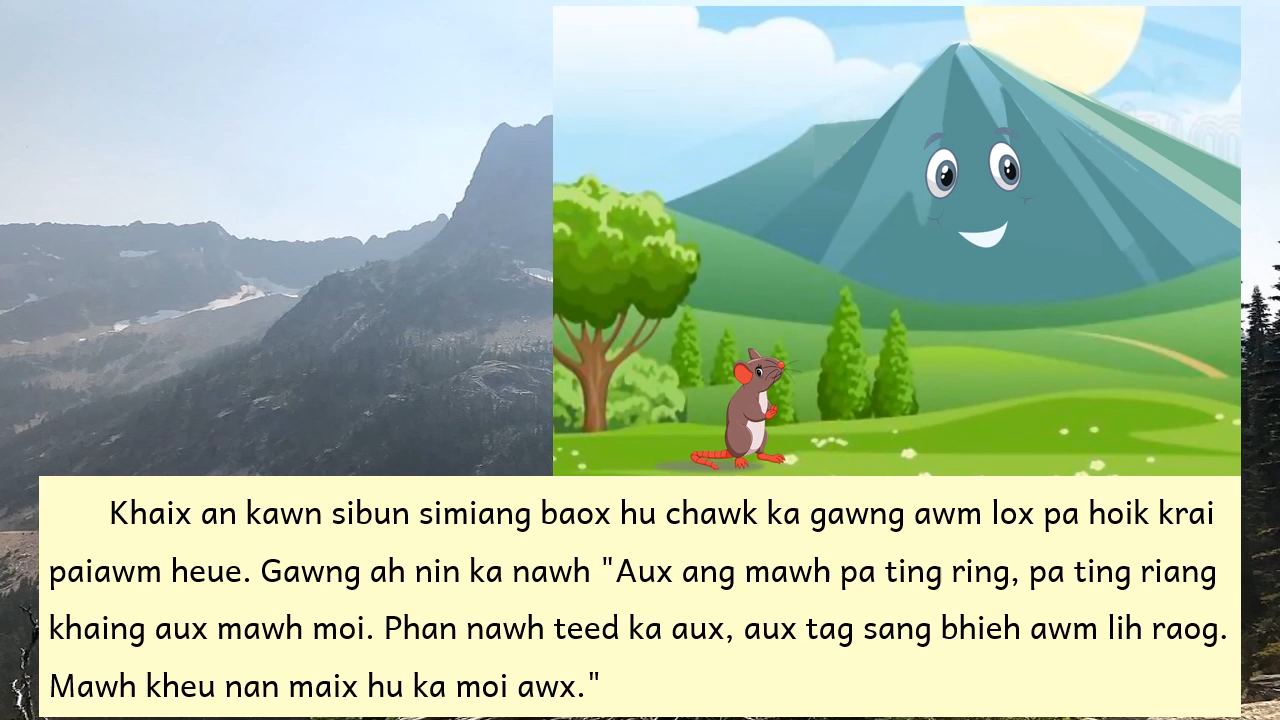 Khaix an kawn sibun simiang baox hu chawk ka gawng awm lox pa hoik krai
paiawm heue. Gawng ah nin ka nawh "Aux ang mawh pa ting ring, pa ting riang
khaing aux mawh moi. Phan nawh teed ka aux, aux tag sang bhieh awm lih raog.
Mawh kheu nan maix hu ka moi awx."